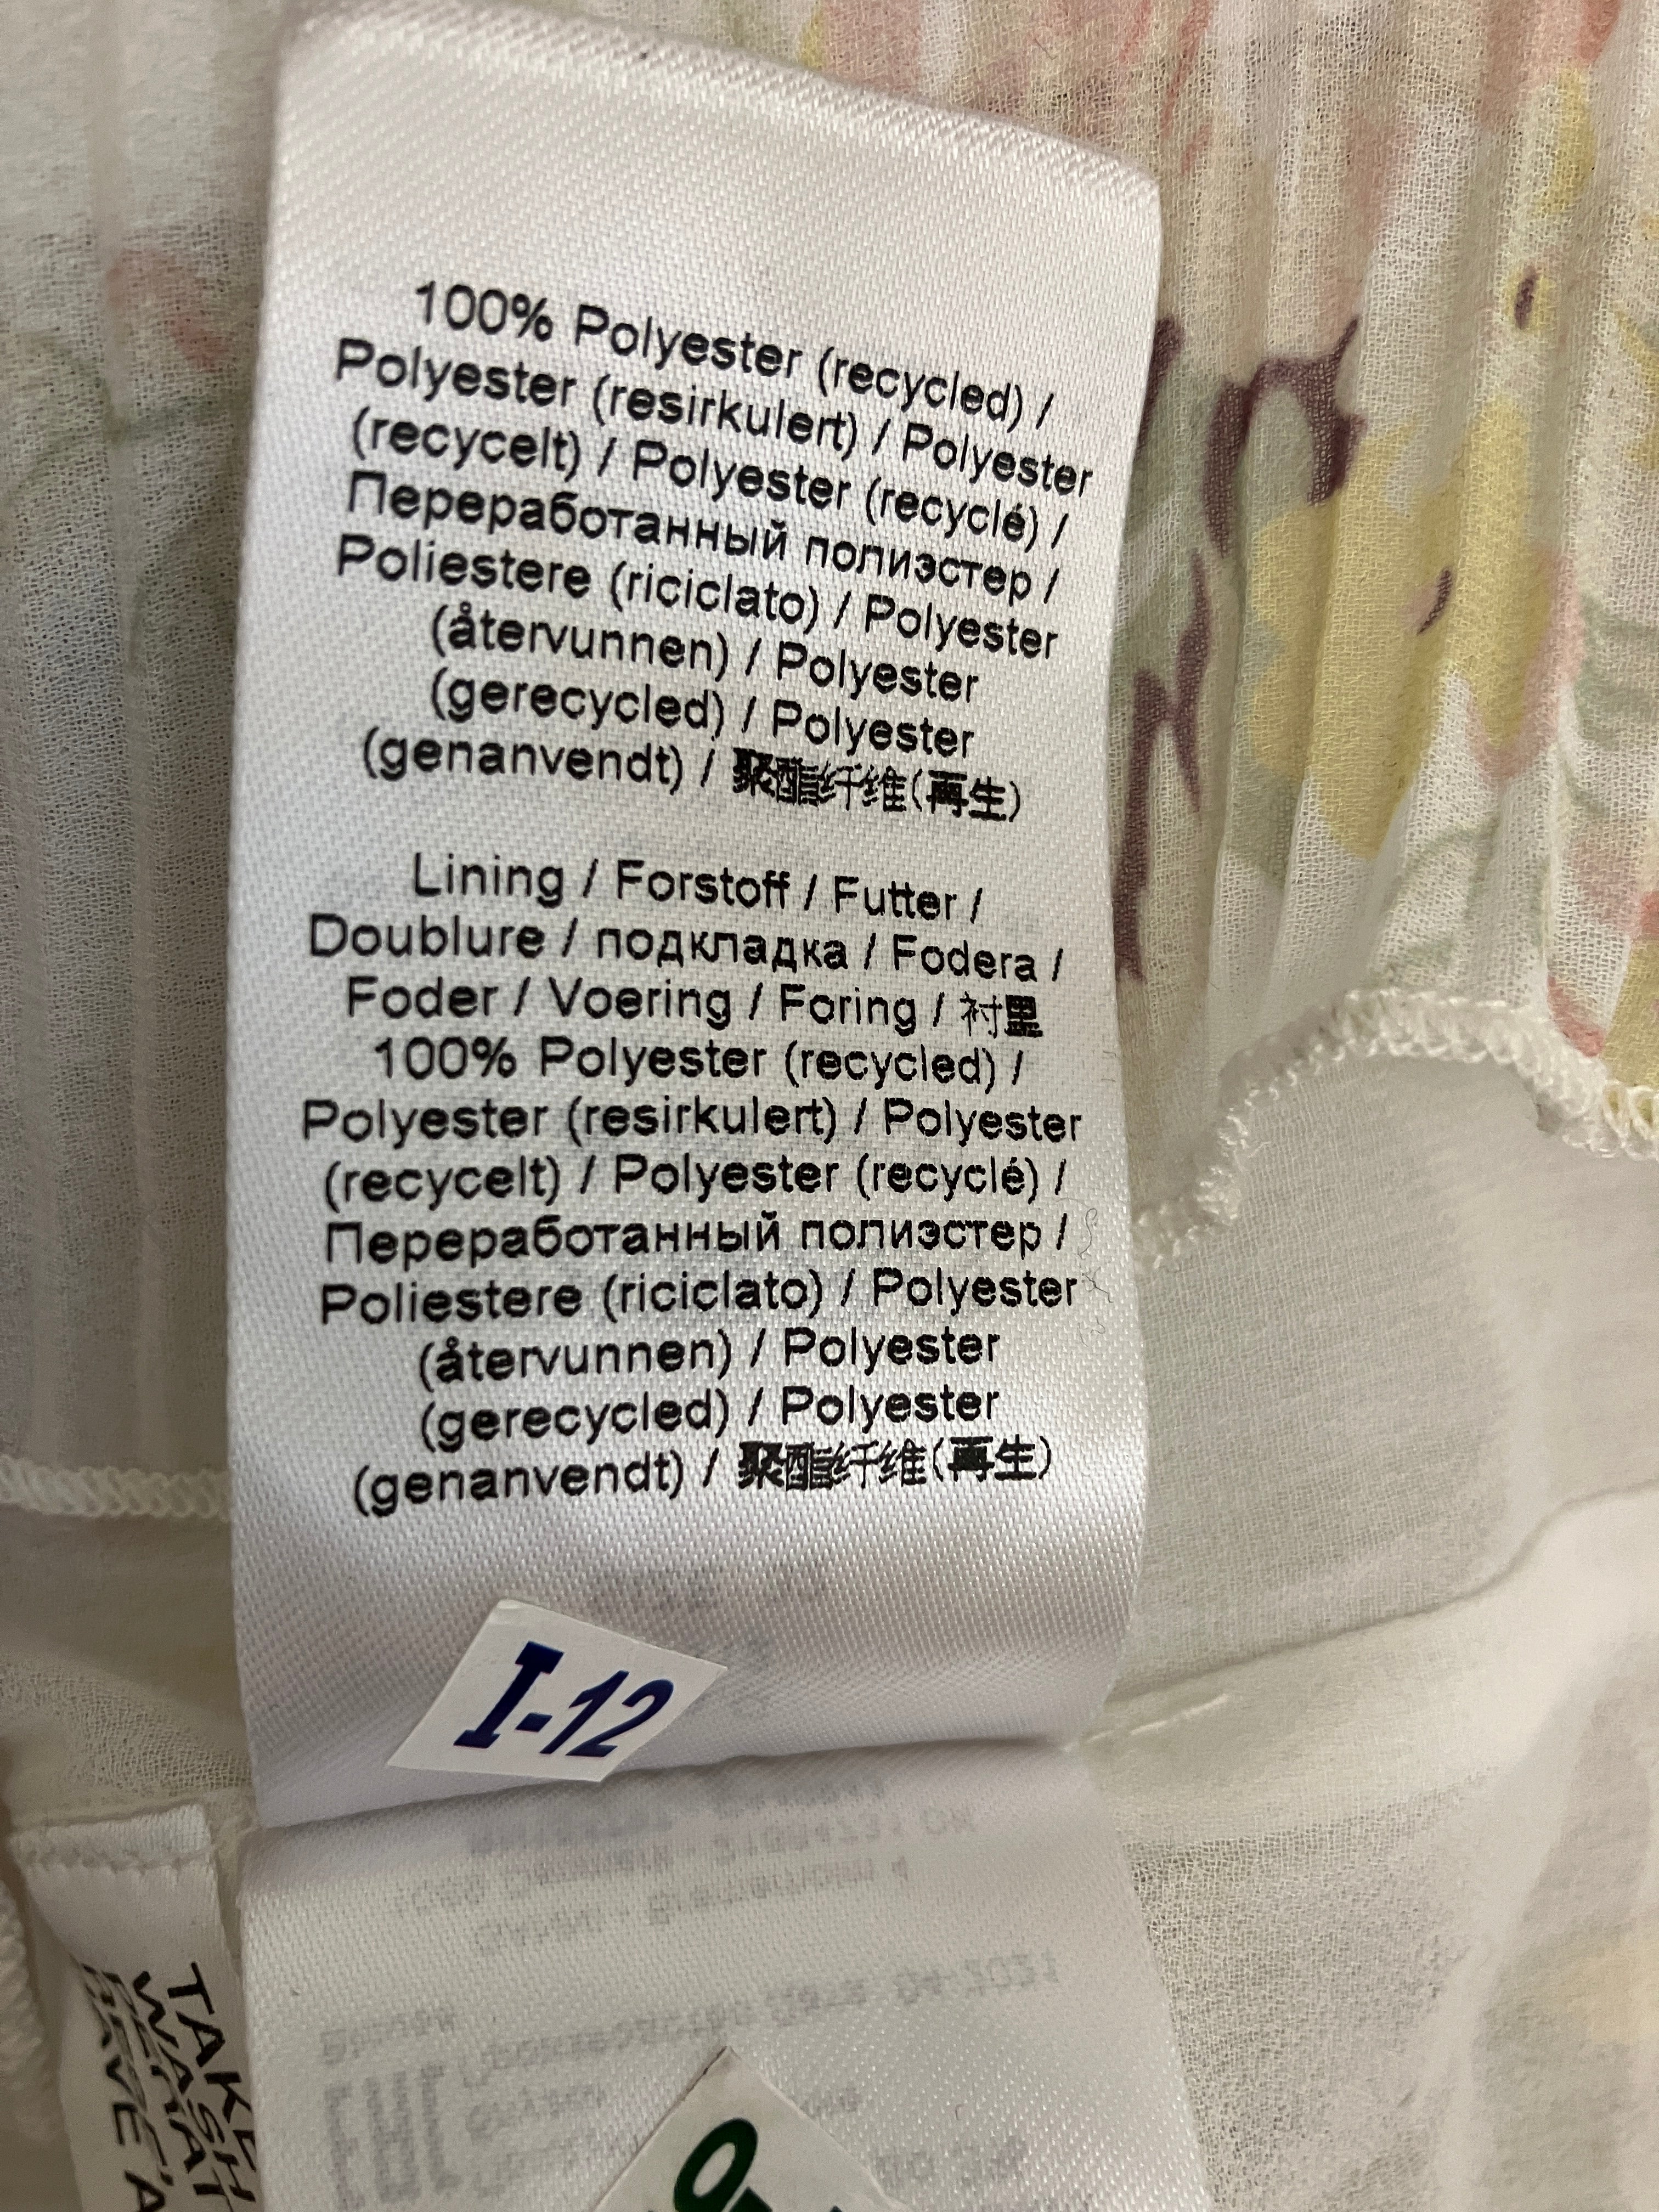 100% Polyester (recycled) /
Polyester (resirkulert) / Polyester
(recycelt) / Polyester (recyclé) /
Переработанный полиэстер /
Poliestere (riciclato) / Polyester
(återvunnen) / Polyester
(gerecycled) / Polyester
(genanvendt) / 聚酯纤维(再生)
Lining / Forstoff / Futter /
Doublure / подкладка / Fodera /
Foder / Voering / Foring / 衬里
100% Polyester (recycled) /
Polyester (resirkulert) / Polyester
(recycelt) / Polyester (recyclé) /
Переработанный полиэстер /
Poliestere (riciclato) / Polyester
(återvunnen) / Polyester
(gerecycled) / Polyester
(genanvendt) / 聚酯纤维(再生)
I-12
EAC